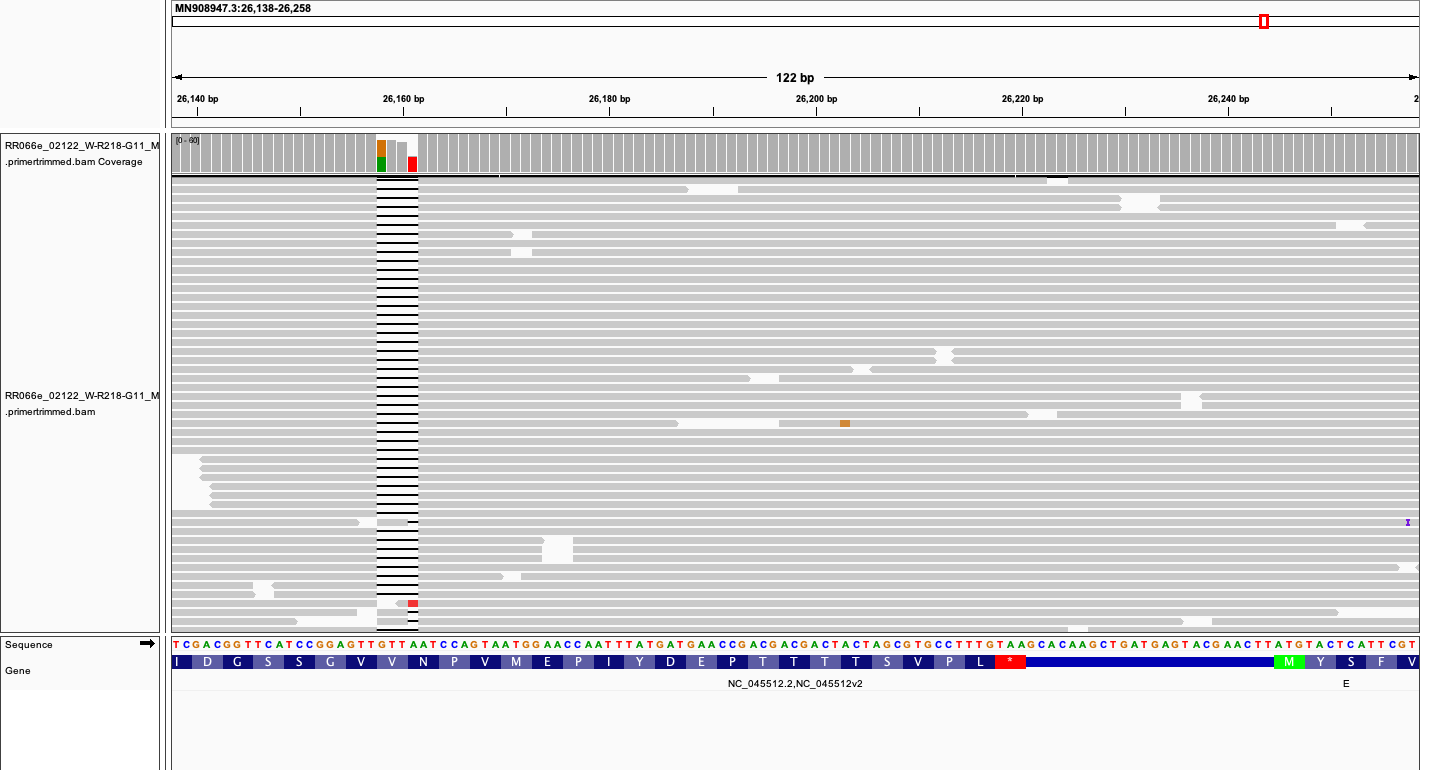 MN908947.3:26,138-26,258
122 bp
26,140 bp 26,160 bp 26,180 bp 26,200 bp 26,220 bp 26,240 bp 2
RR066e_02122_W-R218-G11_M
.primertrimmed.bam Coverage
[0 - 60]
RR066e_02122_W-R218-G11_M
.primertrimmed.bam
Sequence
TCGACGGTTCATCCGGAGTTGTTAATCCAGTAATGGAACCAATTTATGATGAACCGACGACGACTACTAGCGTGCCTTTGTAAGCACAAGCTGATGAGTACGAACTTATGTACTCATTCGT
Gene
I D G S S G V V N P V M E P I Y D E P T T T T S V P L * M Y S F V
NC_045512.2,NC_045512v2 E